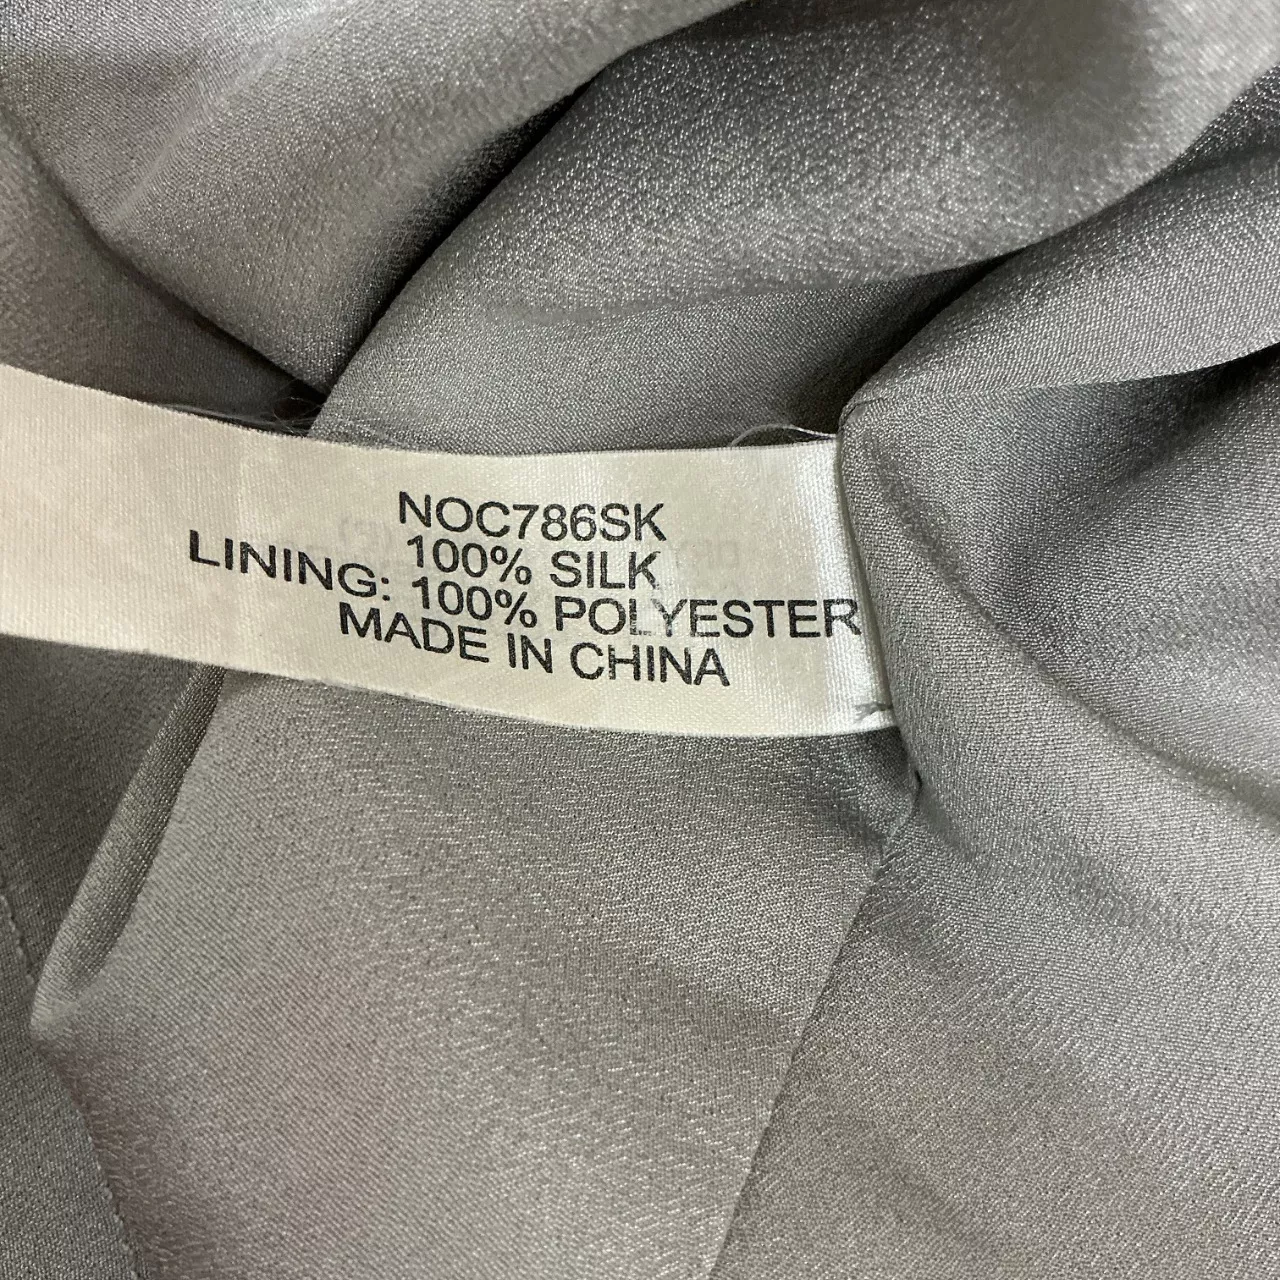 NOC786SK
100% SILK
LINING: 100% POLYESTER
MADE IN CHINA